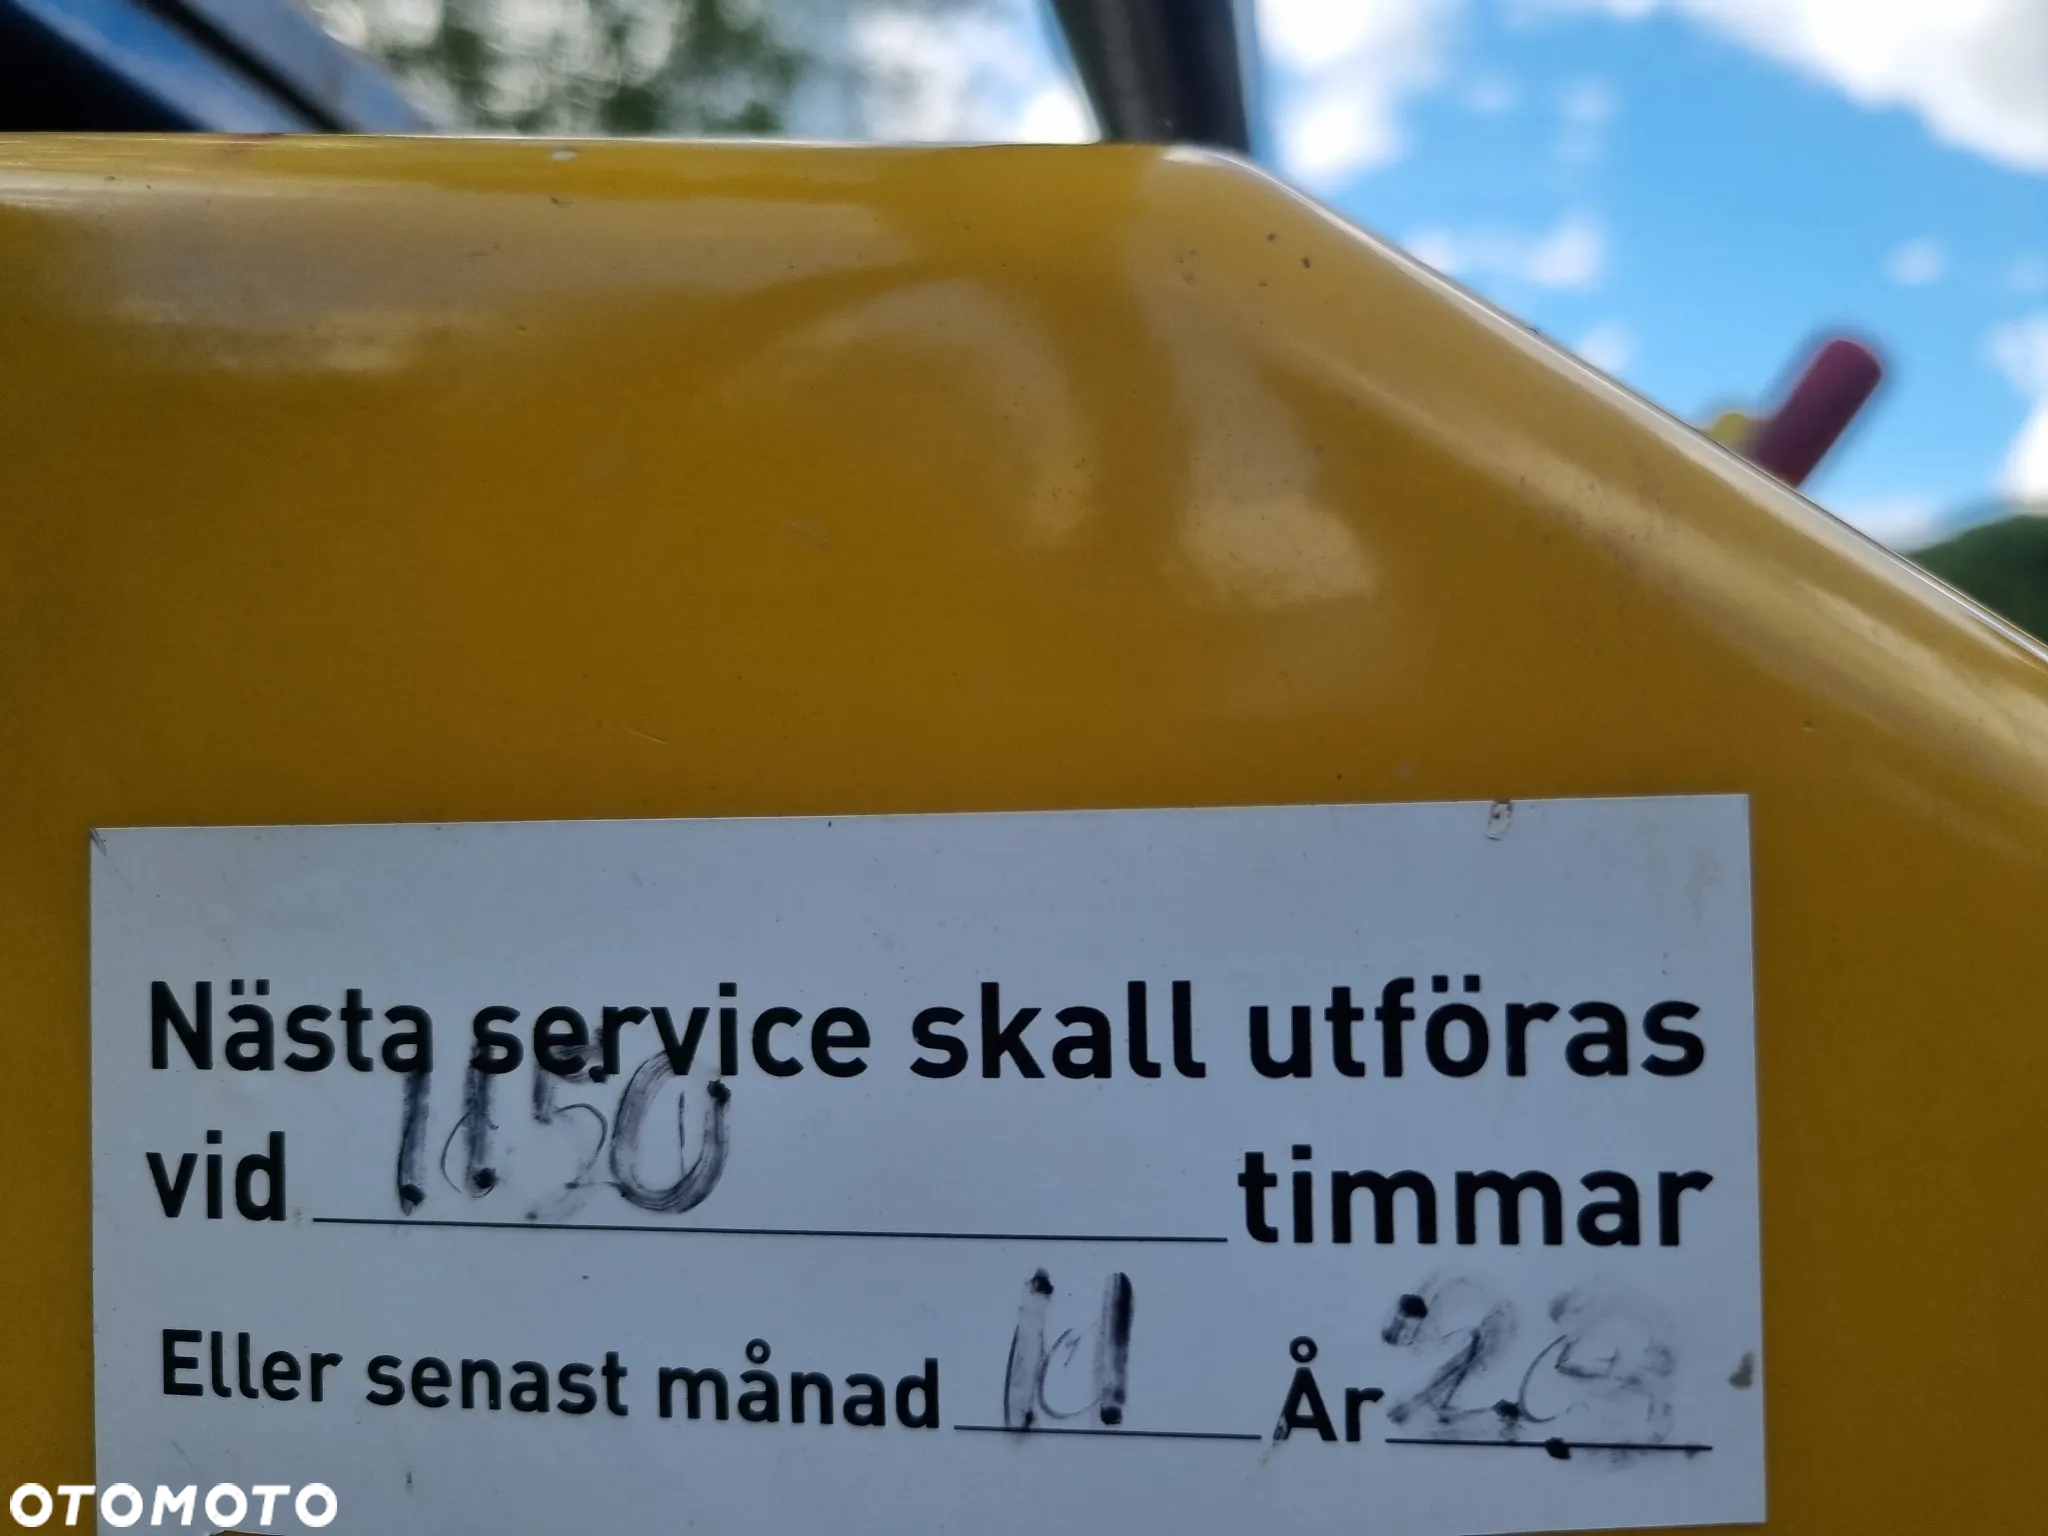 Nästa service skall utföras
vid 1150 timmar
Eller senast månad 11 År
OTOMOTO